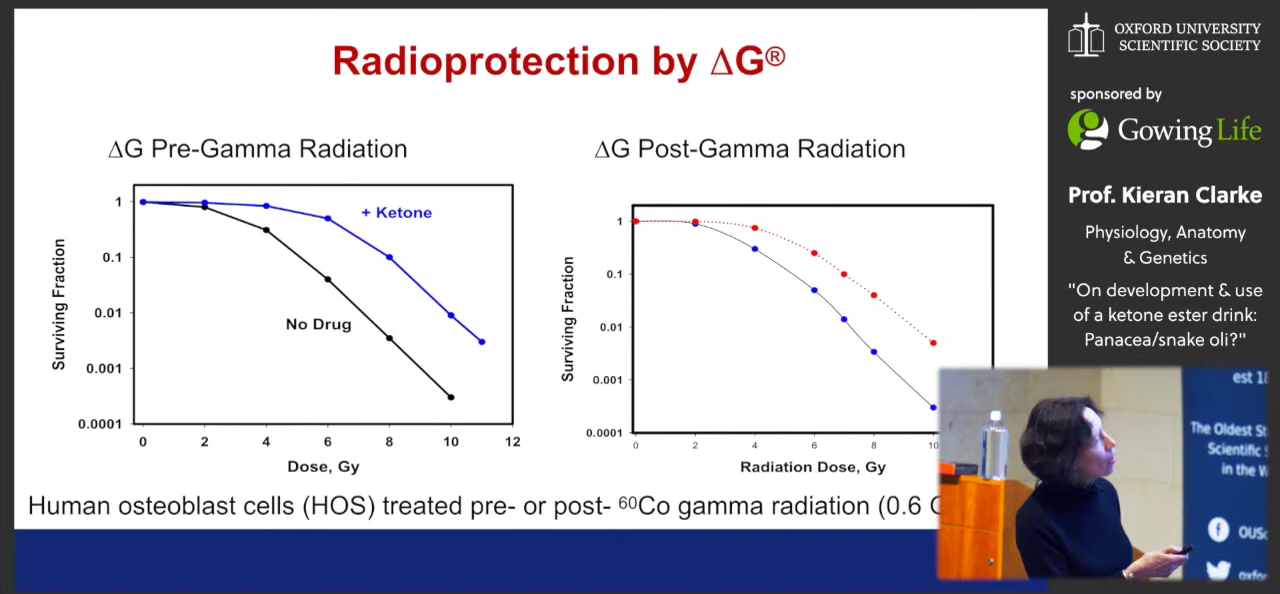 Radioprotection by ΔG®
ΔG Pre-Gamma Radiation
ΔG Post-Gamma Radiation
Surviving Fraction
1
0.1
0.01
0.001
0.0001
+ Ketone
No Drug
0 2 4 6 8 10 12
Dose, Gy
Surviving Fraction
1
0.1
0.01
0.001
0.0001
0 2 4 6 8 10
Radiation Dose, Gy
Human osteoblast cells (HOS) treated pre- or post- ⁶⁰Co gamma radiation (0.6
OXFORD UNIVERSITY
SCIENTIFIC SOCIETY
sponsored by
Gowing Life
Prof. Kieran Clarke
Physiology, Anatomy
& Genetics
"On development & use
of a ketone ester drink:
Panacea/snake oli?"
est
The Oldest
Scientific
in the